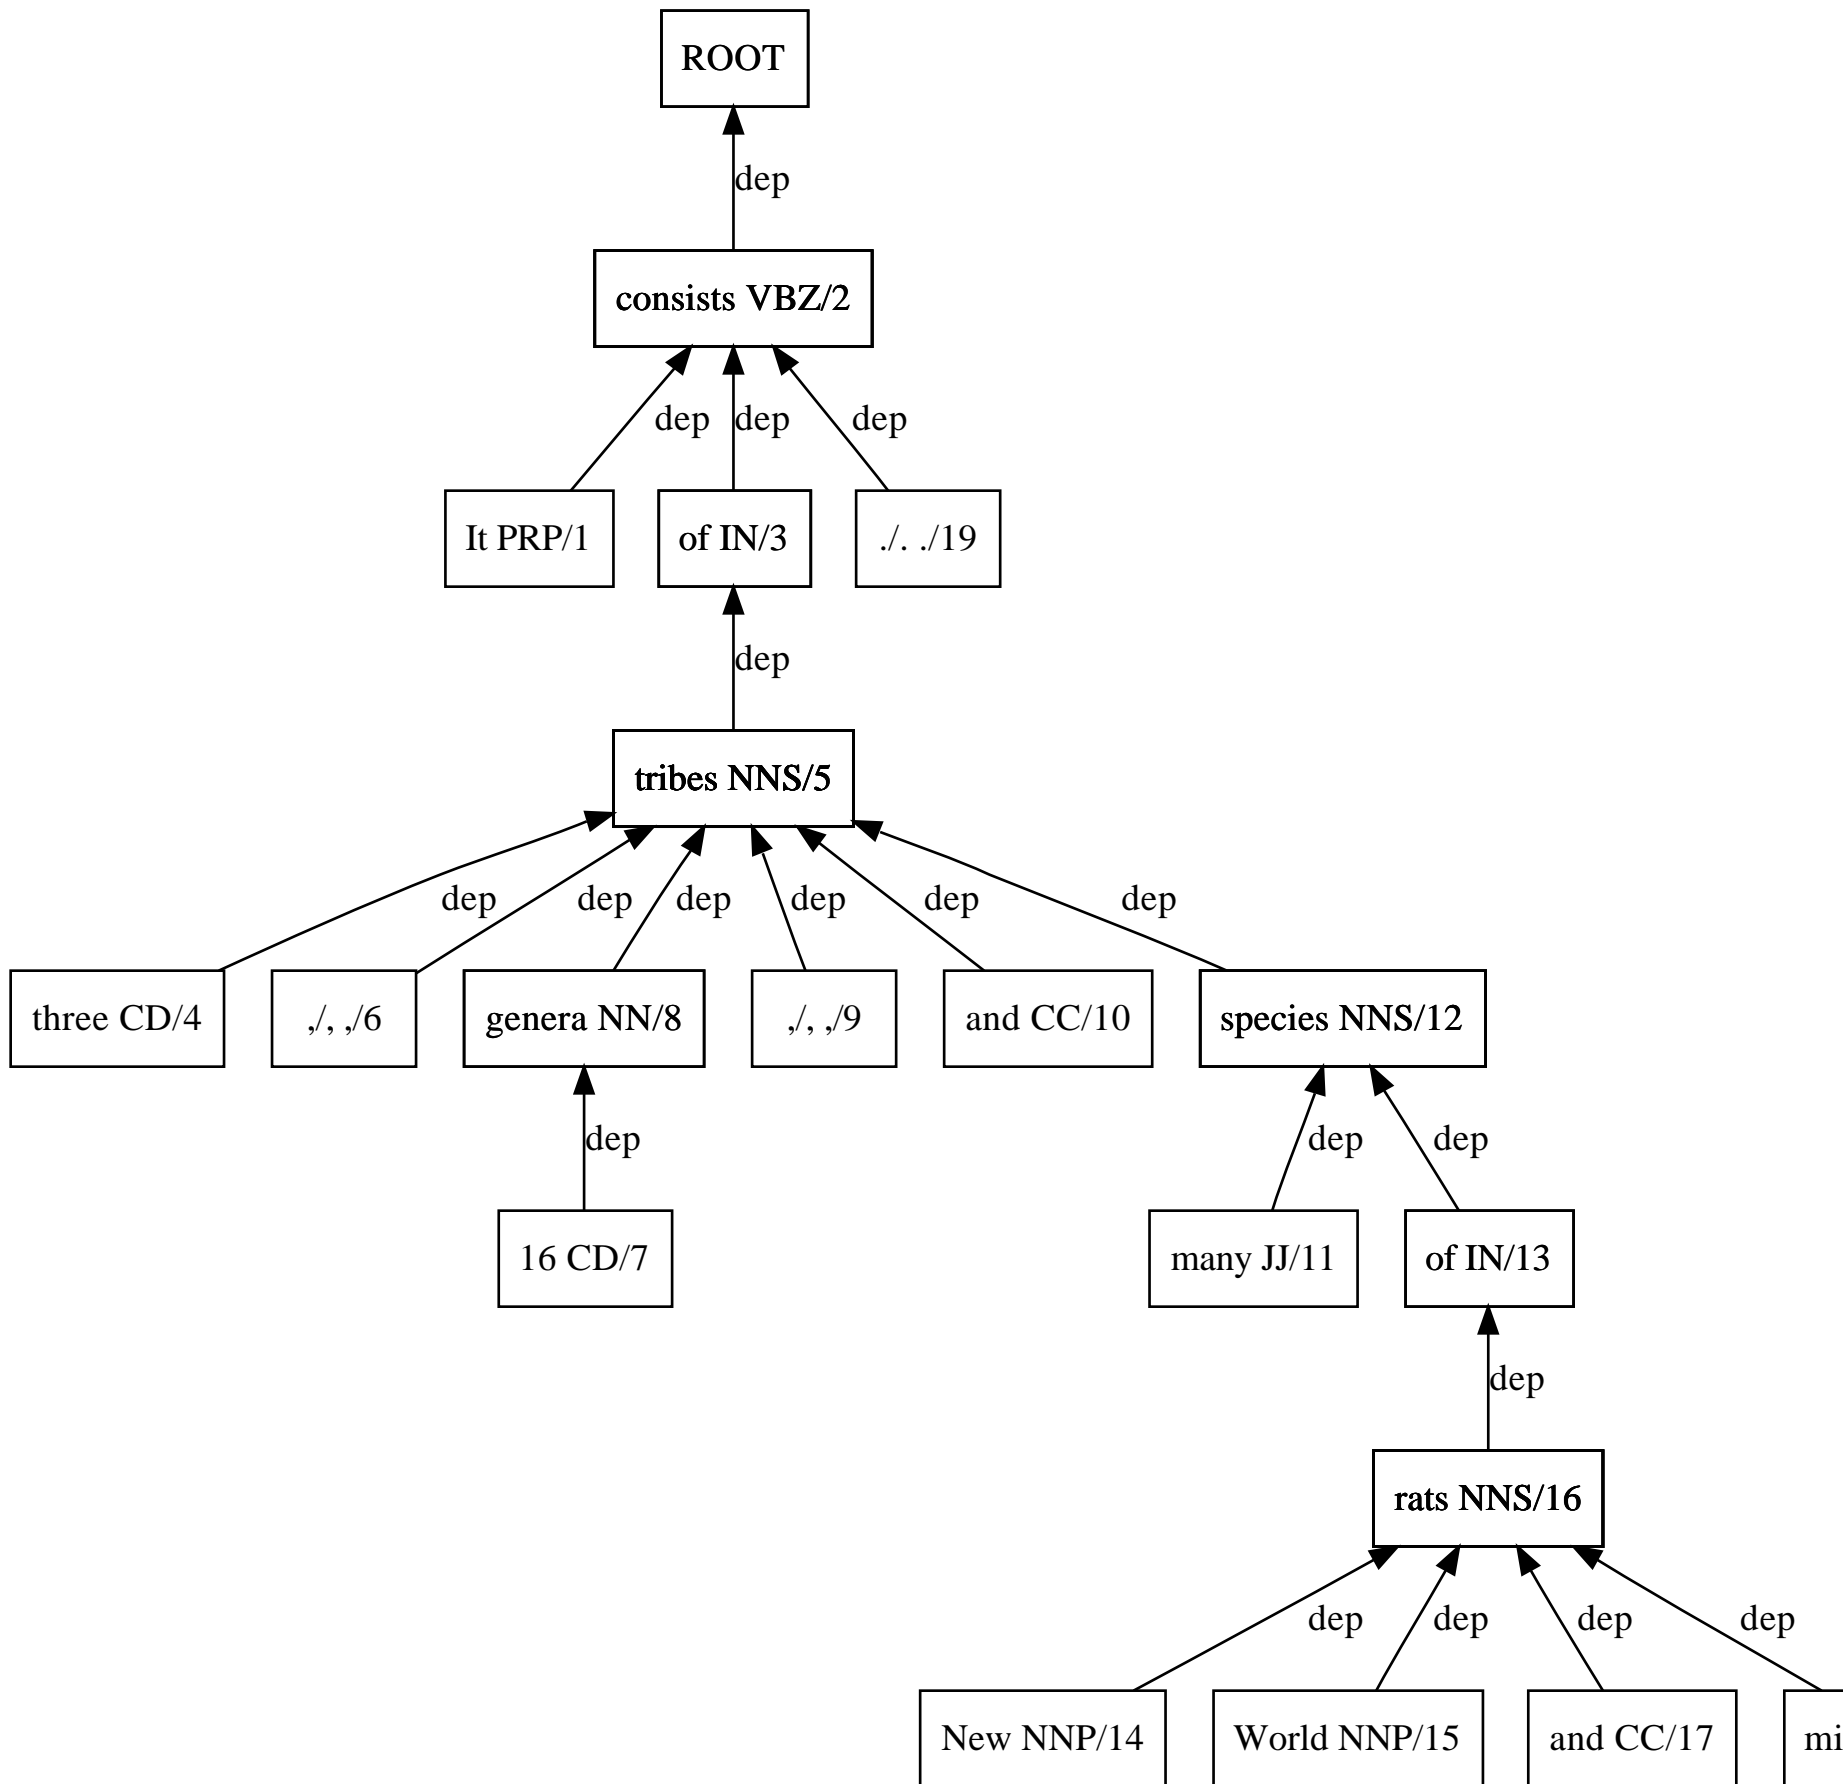 ROOT
dep
consists VBZ/2
dep dep dep
It PRP/1 of IN/3 ./. ./19
dep
tribes NNS/5
dep dep dep dep dep dep
three CD/4 ,/, ,/6 genera NN/8 ,/, ,/9 and CC/10 species NNS/12
dep dep dep
16 CD/7 many JJ/11 of IN/13
dep
rats NNS/16
dep dep dep dep
New NNP/14 World NNP/15 and CC/17